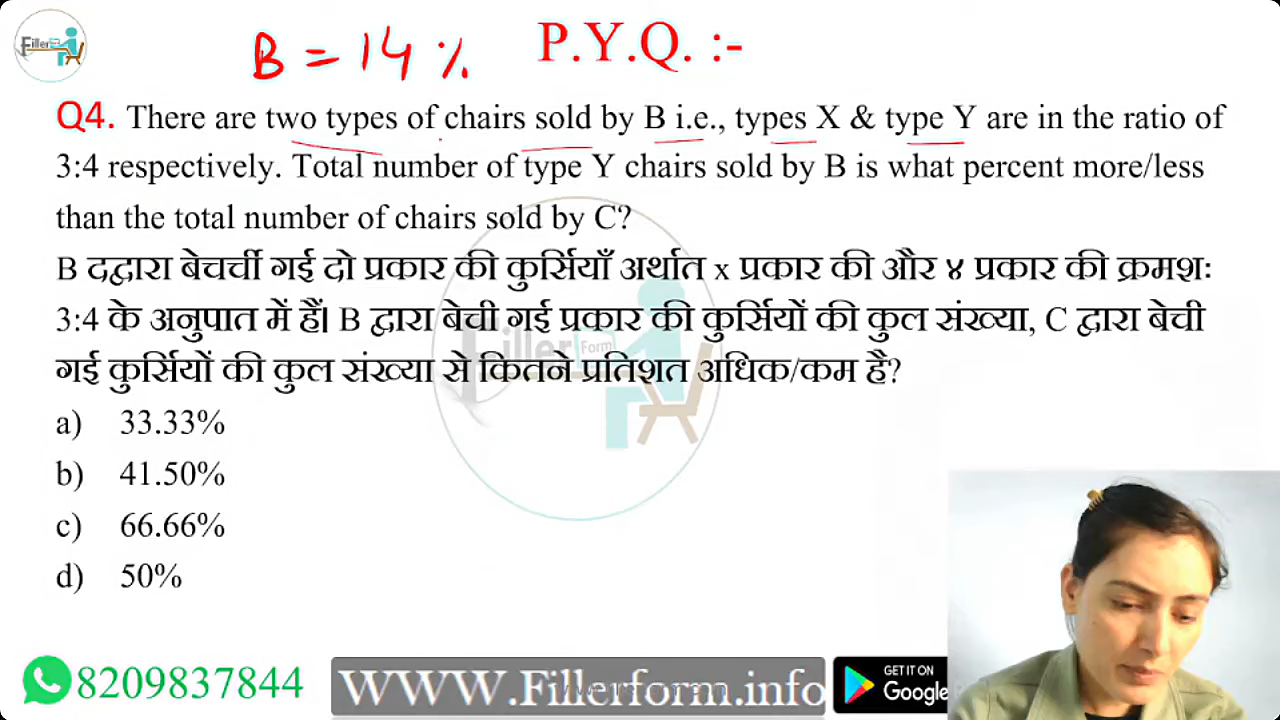 Filler Form
B = 14 %
P.Y.Q. :-
Q4. There are two types of chairs sold by B i.e., types X & type Y are in the ratio of
3:4 respectively. Total number of type Y chairs sold by B is what percent more/less
than the total number of chairs sold by C?
B दद्वारा बेचर्ची गई दो प्रकार की कुर्सियाँ अर्थात x प्रकार की और ४ प्रकार की क्रमशः
3:4 के अनुपात में हैं। B द्वारा बेची गई प्रकार की कुर्सियों की कुल संख्या, C द्वारा बेची
गई कुर्सियों की कुल संख्या से कितने प्रतिशत अधिक/कम है?
Filler Form
a) 33.33%
b) 41.50%
c) 66.66%
d) 50%
8209837844
WWW.Fillerform.info
GET IT ON
Google